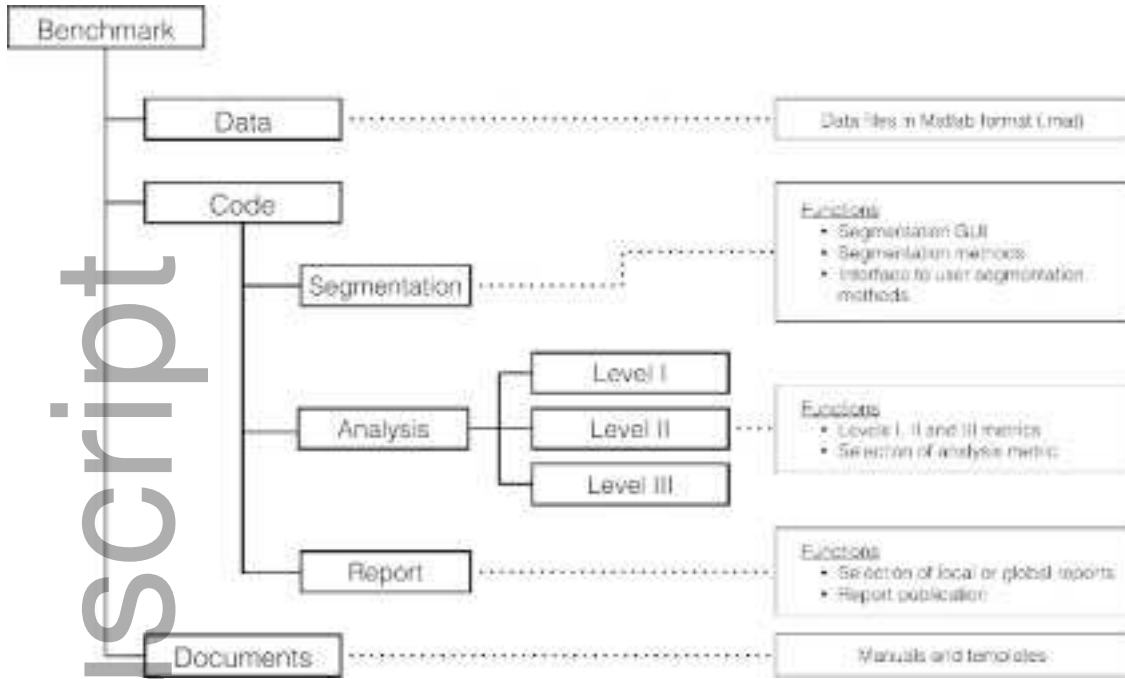 Benchmark
Data
Data files in Matlab format (.mat)
Code
Functions
• Segmentation GUI
• Segmentation methods
• Interface to user segmentation
methods
Segmentation
Analysis
Level I
Level II
Level III
Functions
• Levels I, II and III metrics
• Selection of analysis metric
Report
Functions
• Selection of local or global reports
• Report publication
Documents
Manuals and templates
script